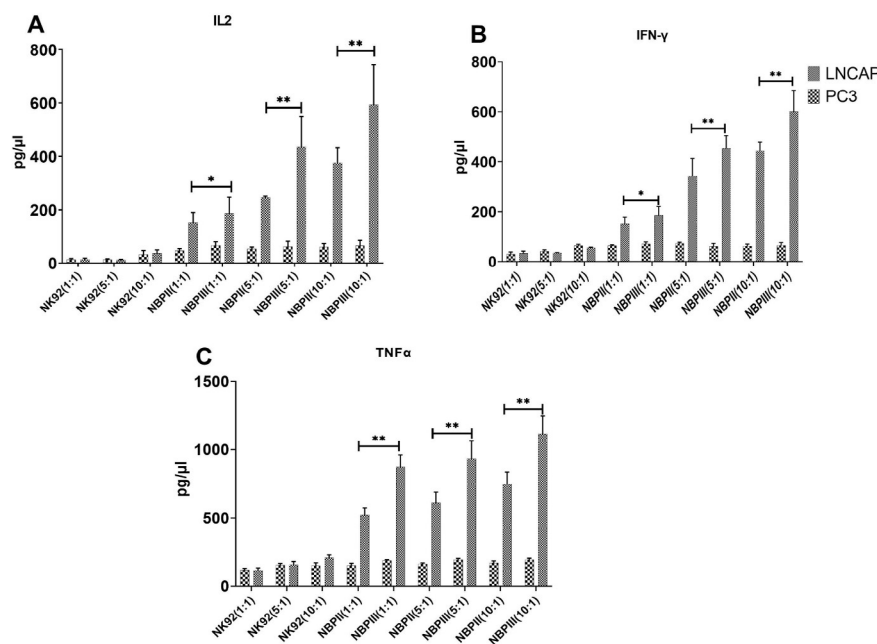 A
IL2
800
600
400
200
0
pg/µl
*
**
**
NK92(1:1)
NK92(5:1)
NK92(10:1)
NBPII(1:1)
NBPIII(1:1)
NBPII(5:1)
NBPIII(5:1)
NBPII(10:1)
NBPIII(10:1)
B
IFN-γ
800
600
400
200
0
pg/µl
*
**
**
NK92(1:1)
NK92(5:1)
NK92(10:1)
NBPII(1:1)
NBPIII(1:1)
NBPII(5:1)
NBPIII(5:1)
NBPII(10:1)
NBPIII(10:1)
LNCAP
PC3
C
TNFα
1500
1000
500
0
pg/µl
**
**
**
NK92(1:1)
NK92(5:1)
NK92(10:1)
NBPII(1:1)
NBPIII(1:1)
NBPII(5:1)
NBPIII(5:1)
NBPII(10:1)
NBPIII(10:1)